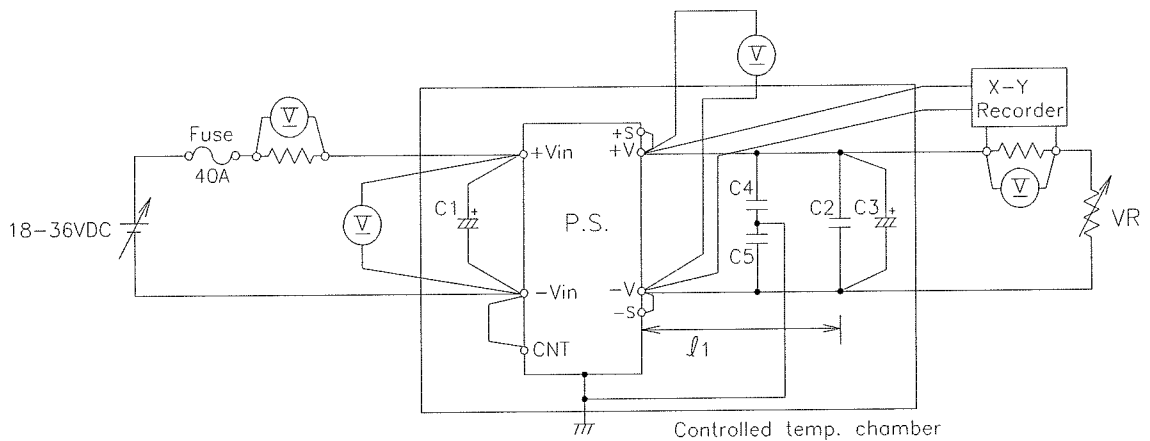 V
X-Y
Recorder
Fuse
V
+S
+Vin
+V
40A
C4
V
C1+
C2
C3+
18-36VDC
V
P.S.
VR
C5
-Vin
-V
-S
CNT
ℓ1
Controlled temp. chamber